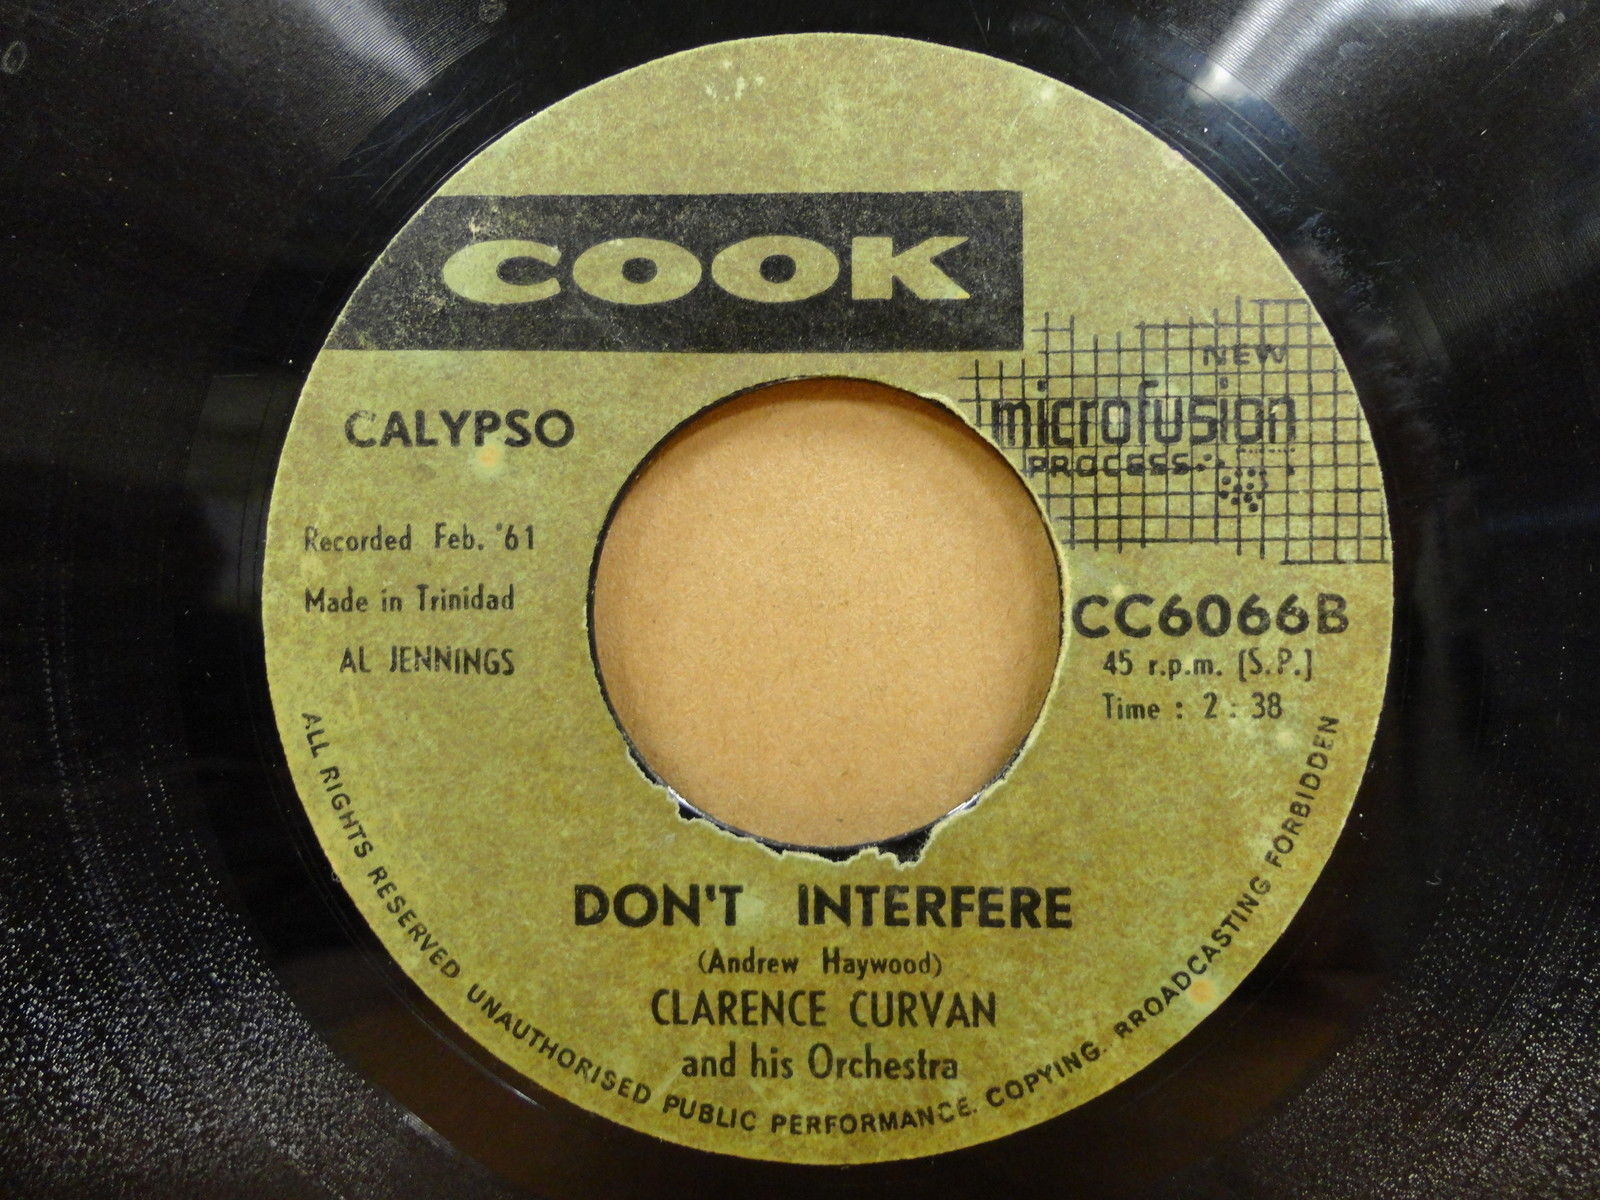 COOK
NEW
microfusion
PROCESS
CALYPSO
Recorded Feb. '61
Made in Trinidad
AL JENNINGS
CC6066B
45 r.p.m. [S.P.]
Time : 2 : 38
DON'T INTERFERE
(Andrew Haywood)
CLARENCE CURVAN
and his Orchestra
ALL RIGHTS RESERVED UNAUTHORISED PUBLIC PERFORMANCE. COPYING. RROADCASTING FORBIDDEN